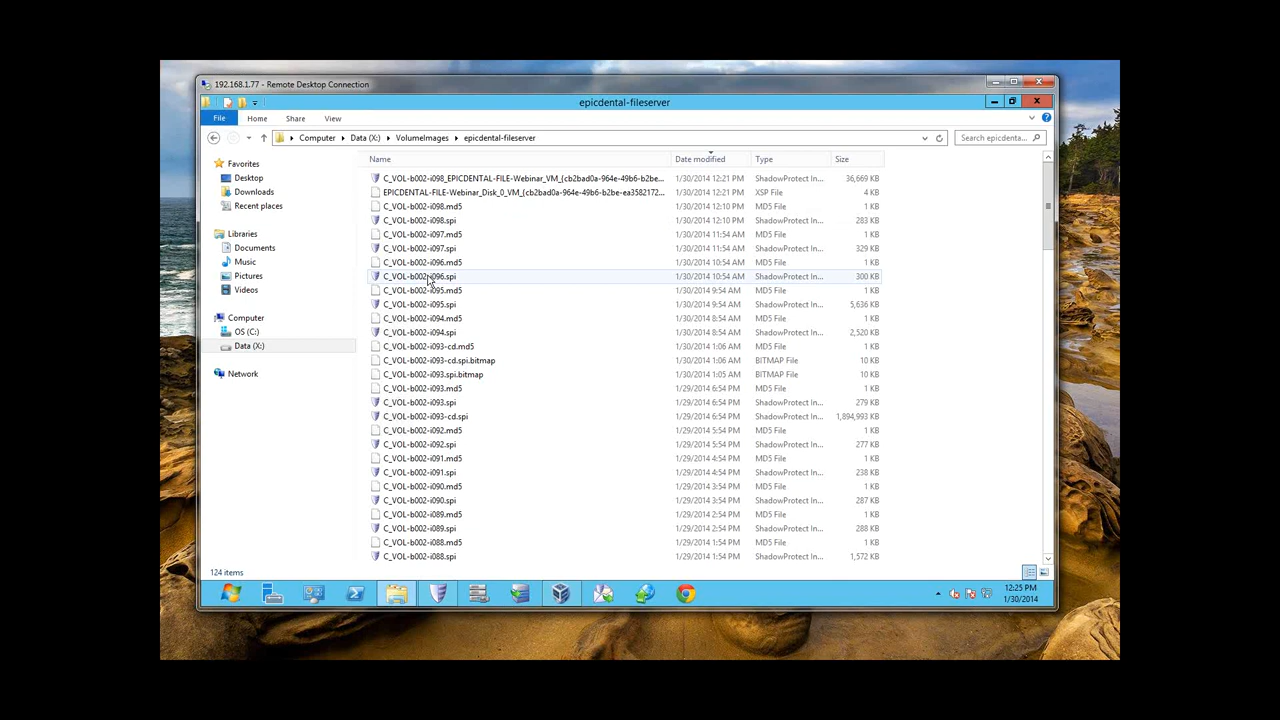 192.168.1.77 - Remote Desktop Connection
epicdental-fileserver
File Home Share View
Computer Data (X:) VolumeImages epicdental-fileserver Search epicdenta...
Name Date modified Type Size
Favorites
Desktop
Downloads
Recent places
Libraries
Documents
Music
Pictures
Videos
Computer
OS (C:)
Data (X:)
Network
C_VOL-b002-i098_EPICDENTAL-FILE-Webinar_VM_{cb2bad0a-964e-49b6-b2be... 1/30/2014 12:21 PM ShadowProtect In... 36,669 KB
EPICDENTAL-FILE-Webinar_Disk_0_VM_{cb2bad0a-964e-49b6-b2be-ea3582172... 1/30/2014 12:21 PM XSP File 4 KB
C_VOL-b002-i098.md5 1/30/2014 12:10 PM MD5 File 1 KB
C_VOL-b002-i098.spi 1/30/2014 12:10 PM ShadowProtect In... 283 KB
C_VOL-b002-i097.md5 1/30/2014 11:54 AM MD5 File 1 KB
C_VOL-b002-i097.spi 1/30/2014 11:54 AM ShadowProtect In... 329 KB
C_VOL-b002-i096.md5 1/30/2014 10:54 AM MD5 File 1 KB
C_VOL-b002-i096.spi 1/30/2014 10:54 AM ShadowProtect In... 300 KB
C_VOL-b002-i095.md5 1/30/2014 9:54 AM MD5 File 1 KB
C_VOL-b002-i095.spi 1/30/2014 9:54 AM ShadowProtect In... 5,636 KB
C_VOL-b002-i094.md5 1/30/2014 8:54 AM MD5 File 1 KB
C_VOL-b002-i094.spi 1/30/2014 8:54 AM ShadowProtect In... 2,520 KB
C_VOL-b002-i093-cd.md5 1/30/2014 1:06 AM MD5 File 1 KB
C_VOL-b002-i093-cd.spi.bitmap 1/30/2014 1:06 AM BITMAP File 10 KB
C_VOL-b002-i093.spi.bitmap 1/30/2014 1:05 AM BITMAP File 10 KB
C_VOL-b002-i093.md5 1/29/2014 6:54 PM MD5 File 1 KB
C_VOL-b002-i093.spi 1/29/2014 6:54 PM ShadowProtect In... 279 KB
C_VOL-b002-i093-cd.spi 1/29/2014 6:54 PM ShadowProtect In... 1,894,993 KB
C_VOL-b002-i092.md5 1/29/2014 5:54 PM MD5 File 1 KB
C_VOL-b002-i092.spi 1/29/2014 5:54 PM ShadowProtect In... 277 KB
C_VOL-b002-i091.md5 1/29/2014 4:54 PM MD5 File 1 KB
C_VOL-b002-i091.spi 1/29/2014 4:54 PM ShadowProtect In... 238 KB
C_VOL-b002-i090.md5 1/29/2014 3:54 PM MD5 File 1 KB
C_VOL-b002-i090.spi 1/29/2014 3:54 PM ShadowProtect In... 287 KB
C_VOL-b002-i089.md5 1/29/2014 2:54 PM MD5 File 1 KB
C_VOL-b002-i089.spi 1/29/2014 2:54 PM ShadowProtect In... 288 KB
C_VOL-b002-i088.md5 1/29/2014 1:54 PM MD5 File 1 KB
C_VOL-b002-i088.spi 1/29/2014 1:54 PM ShadowProtect In... 1,572 KB
124 items
12:25 PM
1/30/2014